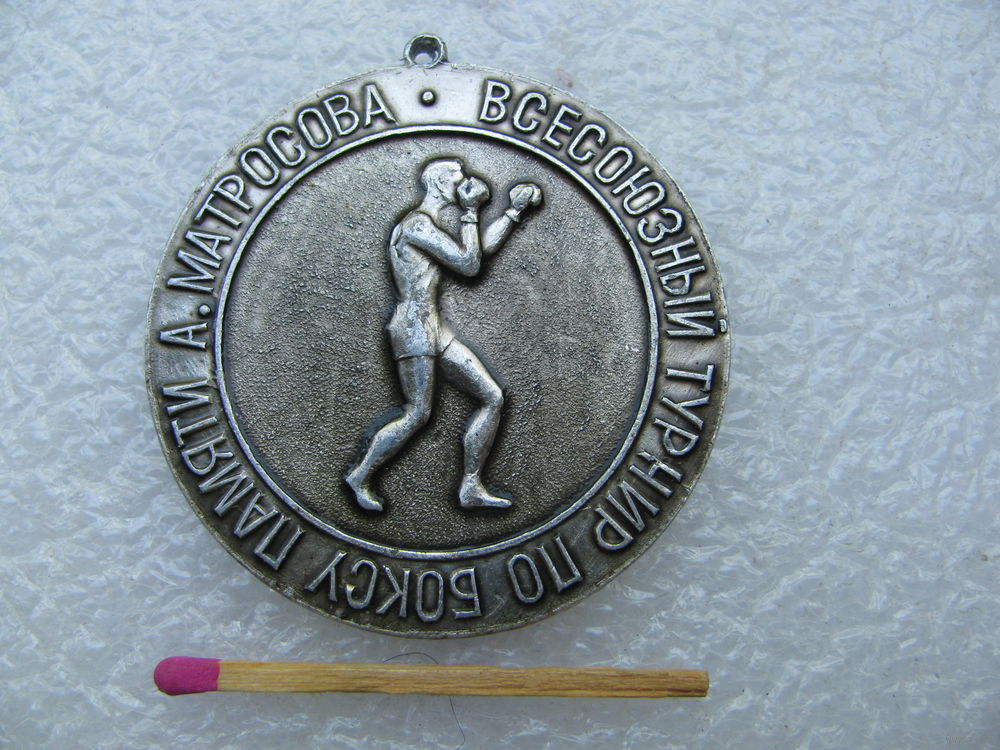 ВСЕСОЮЗНЫЙ ТУРНИР ПО БОКСУ ПАМЯТИ А. МАТРОСОВА